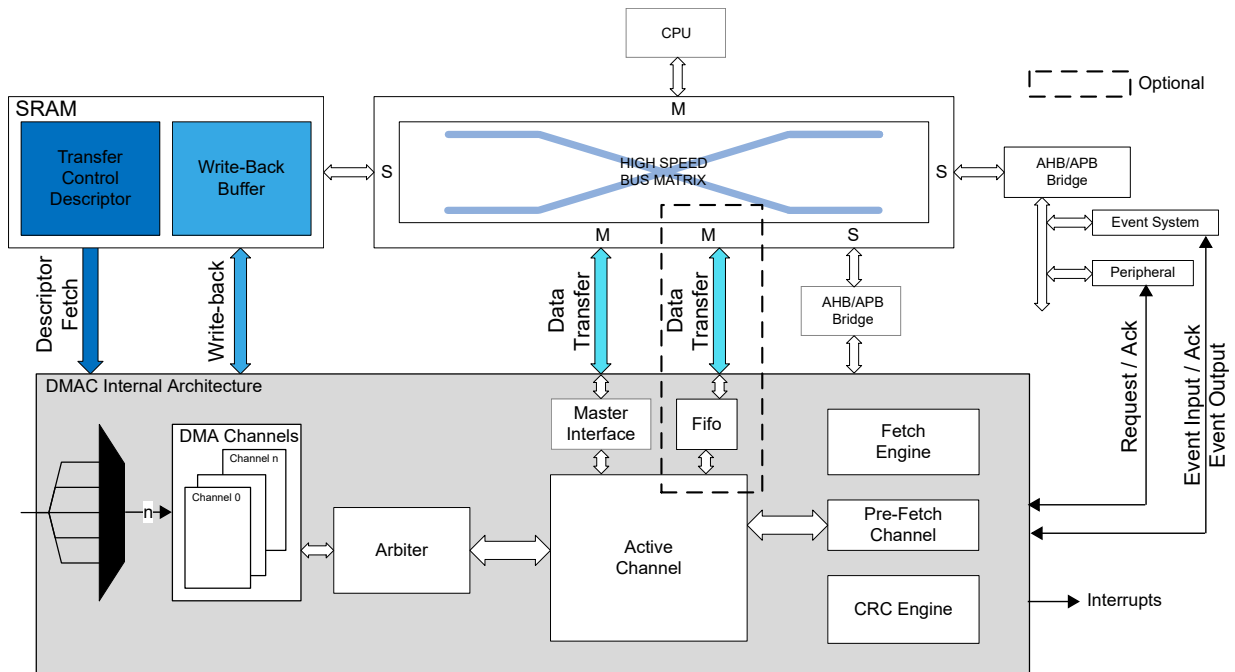 CPU
Optional
SRAM
Transfer
Control
Descriptor
Write-Back
Buffer
M
S
HIGH SPEED
BUS MATRIX
S
M
M
S
AHB/APB
Bridge
Event System
Peripheral
Descriptor
Fetch
Write-back
Data
Transfer
Data
Transfer
AHB/APB
Bridge
Request / Ack
Event Input / Ack
Event Output
DMAC Internal Architecture
DMA Channels
Channel n
Channel 0
n
Arbiter
Master
Interface
Fifo
Active
Channel
Fetch
Engine
Pre-Fetch
Channel
CRC Engine
Interrupts